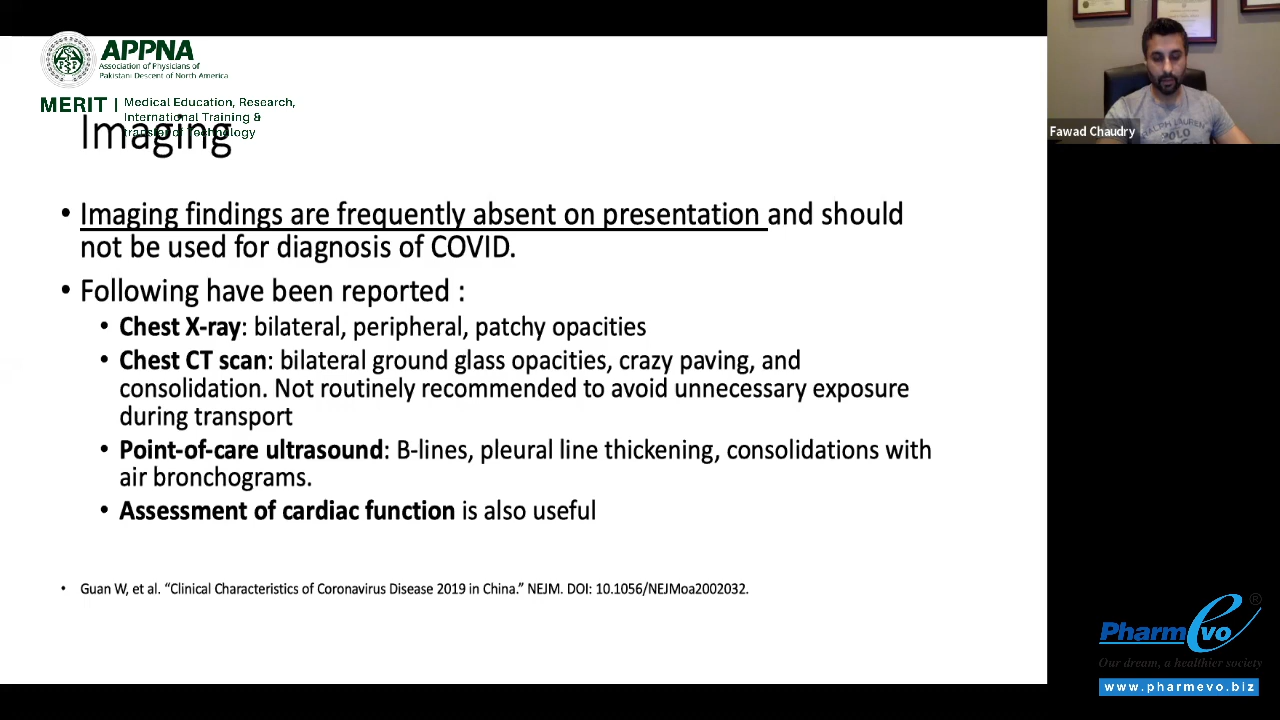 APPNA
Association of Physicians of
Pakistani Descent of North America
MERIT | Medical Education, Research,
International Training &
transfer of Technology
Imaging
• Imaging findings are frequently absent on presentation and should
not be used for diagnosis of COVID.
• Following have been reported :
• Chest X-ray: bilateral, peripheral, patchy opacities
• Chest CT scan: bilateral ground glass opacities, crazy paving, and
consolidation. Not routinely recommended to avoid unnecessary exposure
during transport
• Point-of-care ultrasound: B-lines, pleural line thickening, consolidations with
air bronchograms.
• Assessment of cardiac function is also useful
• Guan W, et al. “Clinical Characteristics of Coronavirus Disease 2019 in China.” NEJM. DOI: 10.1056/NEJMoa2002032.
RALPH LAUREN
POLO
Fawad Chaudry
PharmEvo ®
Our dream, a healthier society
www.pharmevo.biz